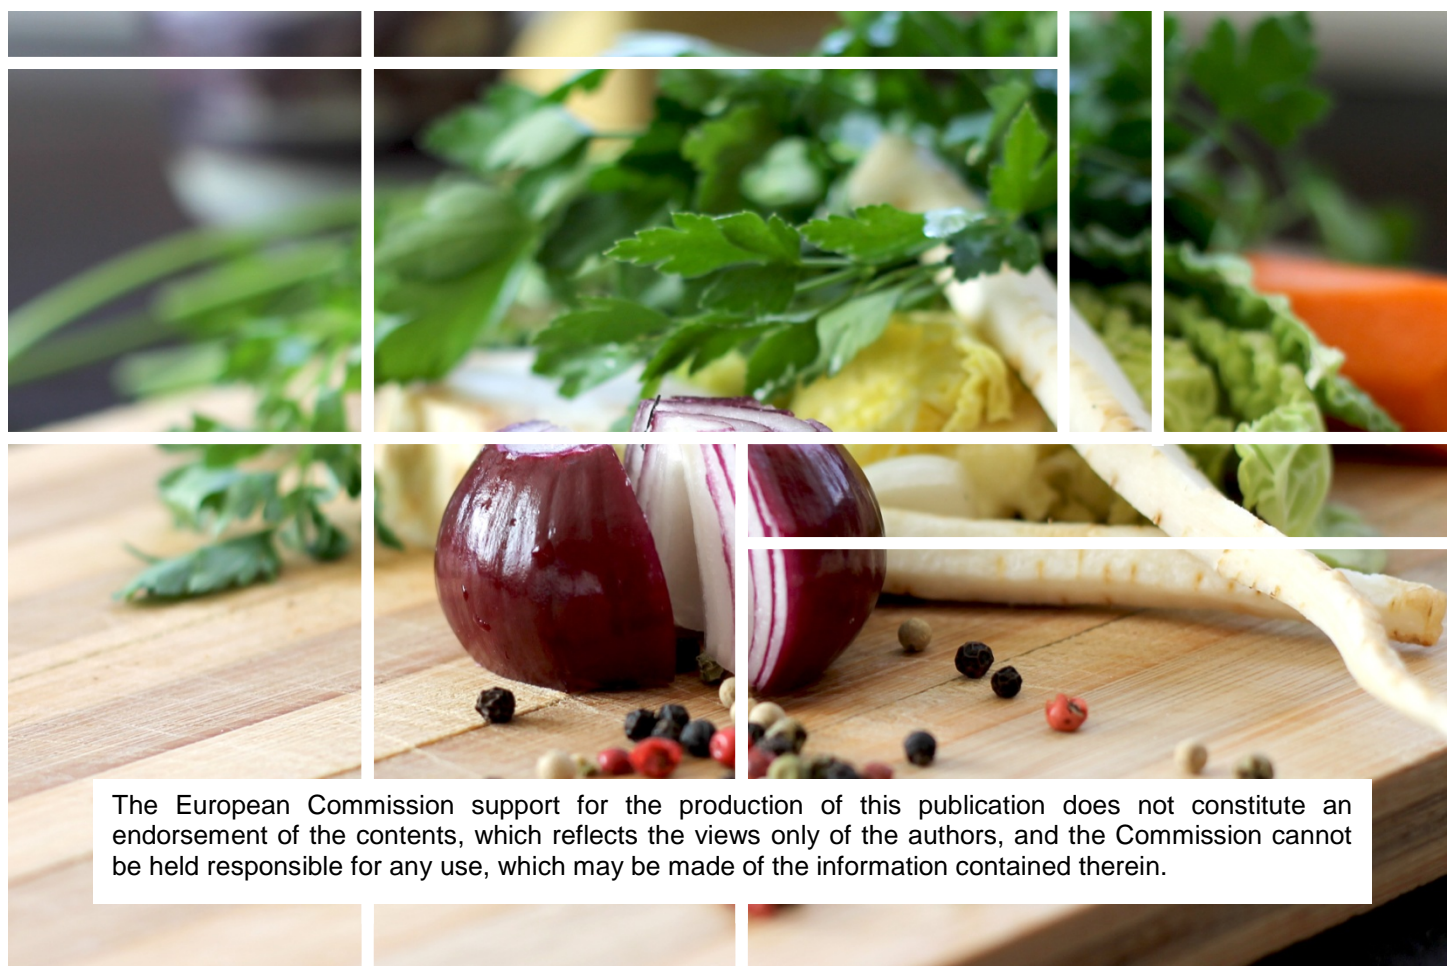 The European Commission support for the production of this publication does not constitute an
endorsement of the contents, which reflects the views only of the authors, and the Commission cannot
be held responsible for any use, which may be made of the information contained therein.